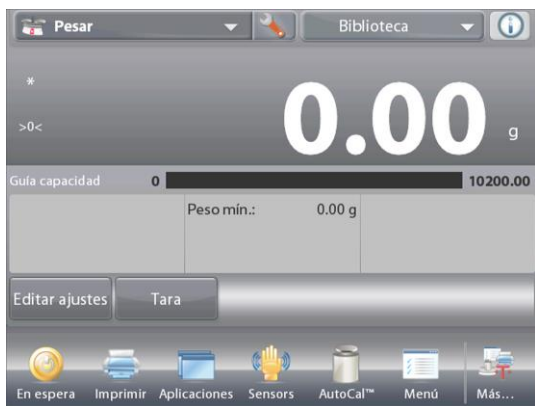 Pesar Biblioteca
*
0.00 g
>0<
Guía capacidad 0 10200.00
Peso mín.: 0.00 g
Editar ajustes Tara
En espera Imprimir Aplicaciones Sensors AutoCal™ Menú Más...